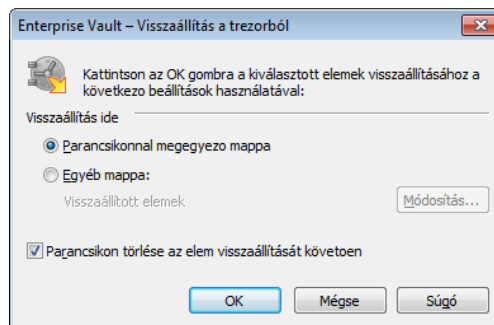 Enterprise Vault – Visszaállítás a trezorból
Kattintson az OK gombra a kiválasztott elemek visszaállításához a
következo beállítások használatával:
Visszaállítás ide
Parancsikonnal megegyezo mappa
Egyéb mappa:
Visszaállított elemek
Módosítás...
Parancsikon törlése az elem visszaállítását követoen
OK
Mégse
Súgó